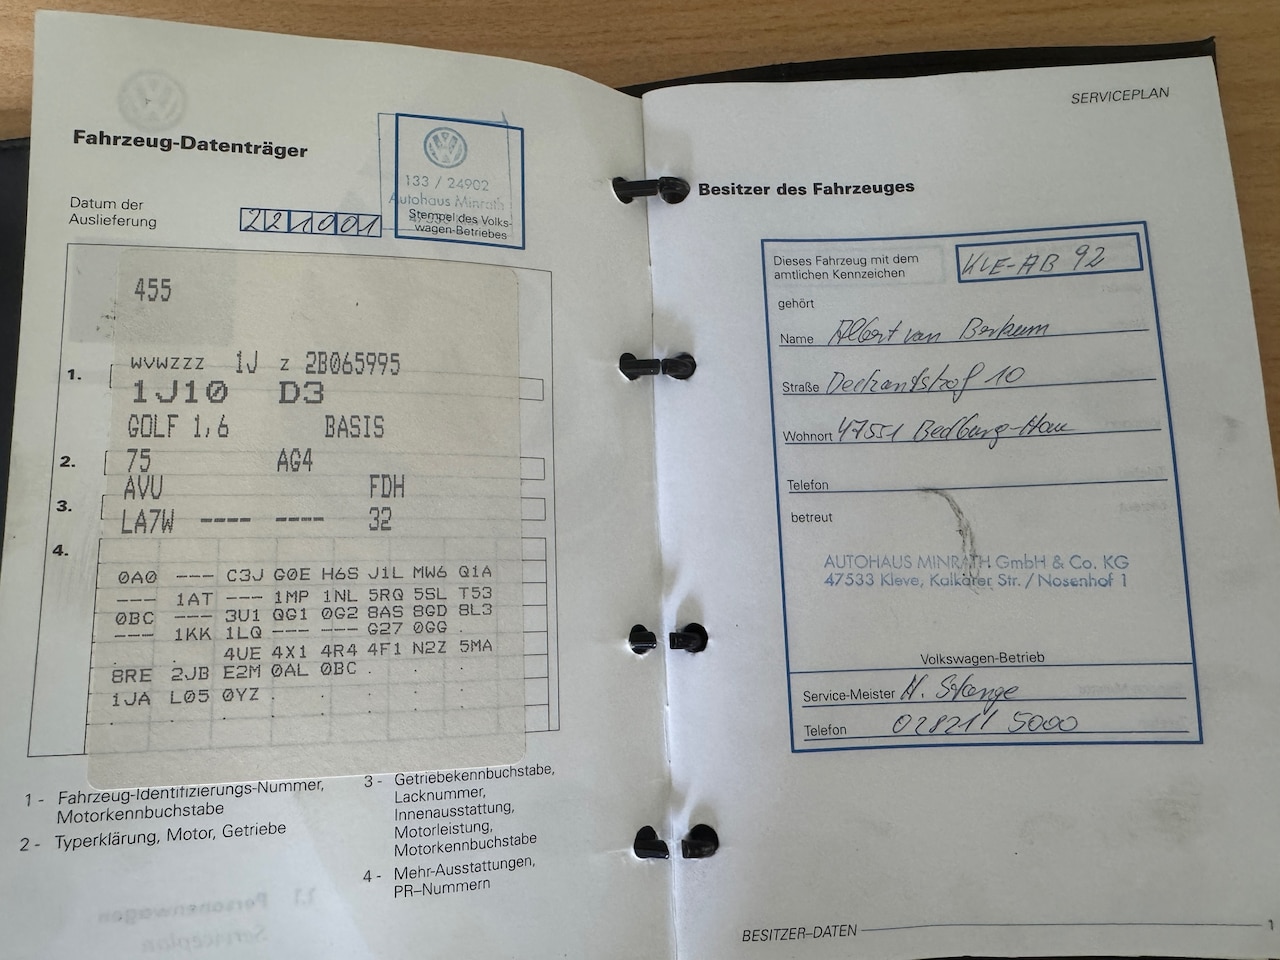 Fahrzeug-Datenträger
133 / 24902
Autohaus Minrath
Stempel des Volks-
wagen-Betriebes
Datum der
Auslieferung
221001
455
1.
WVWZZZ 1J Z 2B065995
1J10 D3
GOLF 1,6 BASIS
2.
75 AG4
AVU FDH
3.
LA7W ---- ---- 32
4.
0A0 --- C3J G0E H6S J1L MW6 Q1A
--- 1AT --- 1MP 1NL 5RQ 5SL T53
0BC --- 3U1 QG1 0G2 8AS 8GD 8L3
--- 1KK 1LQ --- --- G27 0GG .
. . 4UE 4X1 4R4 4F1 N2Z 5MA
8RE 2JB E2M 0AL 0BC . . .
1JA L05 0YZ . . . . .
1 - Fahrzeug-Identifizierungs-Nummer,
Motorkennbuchstabe
2 - Typerklärung, Motor, Getriebe
3 - Getriebekennbuchstabe,
Lacknummer,
Innenausstattung,
Motorleistung,
Motorkennbuchstabe
4 - Mehr-Ausstattungen,
PR–Nummern
SERVICEPLAN
Besitzer des Fahrzeuges
Dieses Fahrzeug mit dem
amtlichen Kennzeichen
KLE-AB 92
gehört
Name Albert van Berkum
Straße 10
Wohnort 47551 Bedburg-Hau
Telefon
betreut
AUTOHAUS MINRATH GmbH & Co. KG
47533 Kleve, Kalkarer Str. / Nosenhof 1
Volkswagen-Betrieb
Service-Meister H. Stange
Telefon 02821/ 5000
BESITZER–DATEN
1